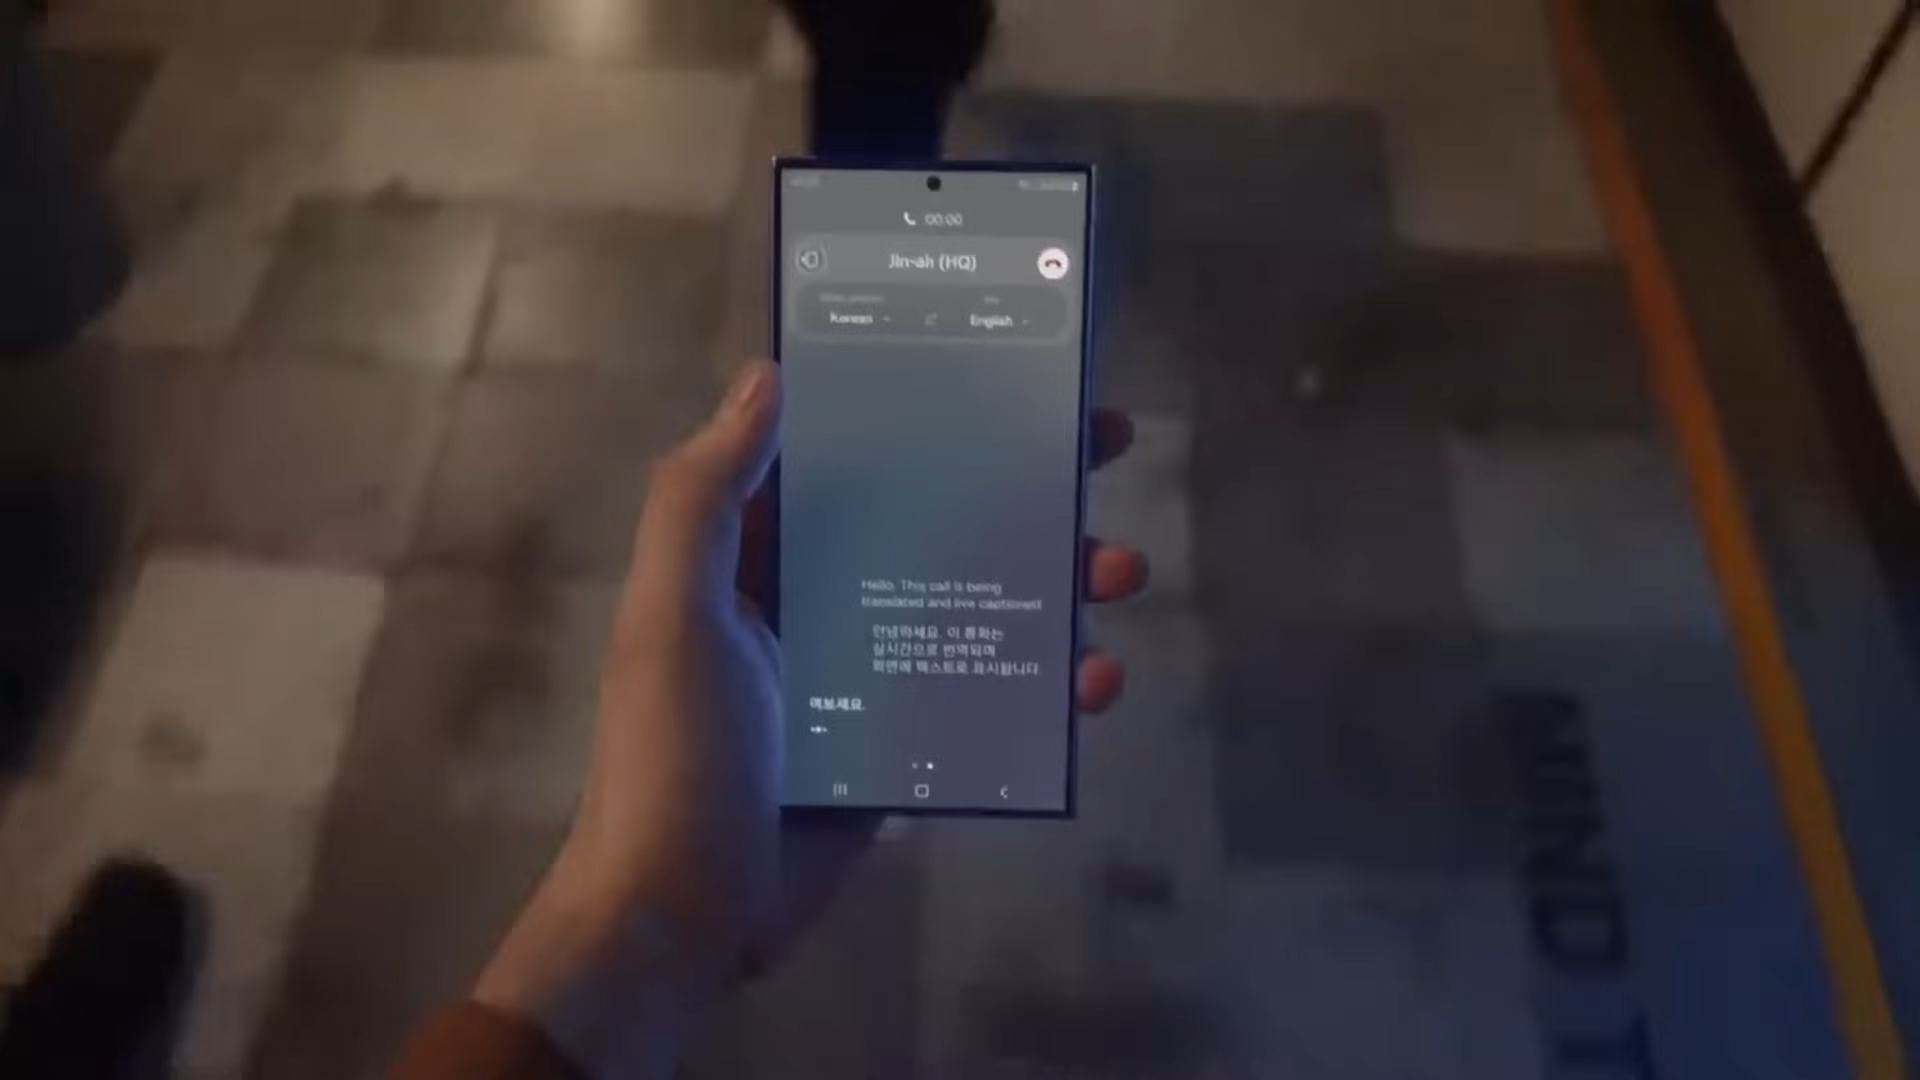 00:00
Jin-ah (HQ)
Korean
English
Hello. This call is being
translated and live captioned
안녕하세요. 이 통화는
실시간으로 번역되며
화면에 텍스트로 표시됩니다.
여보세요.
MIND T